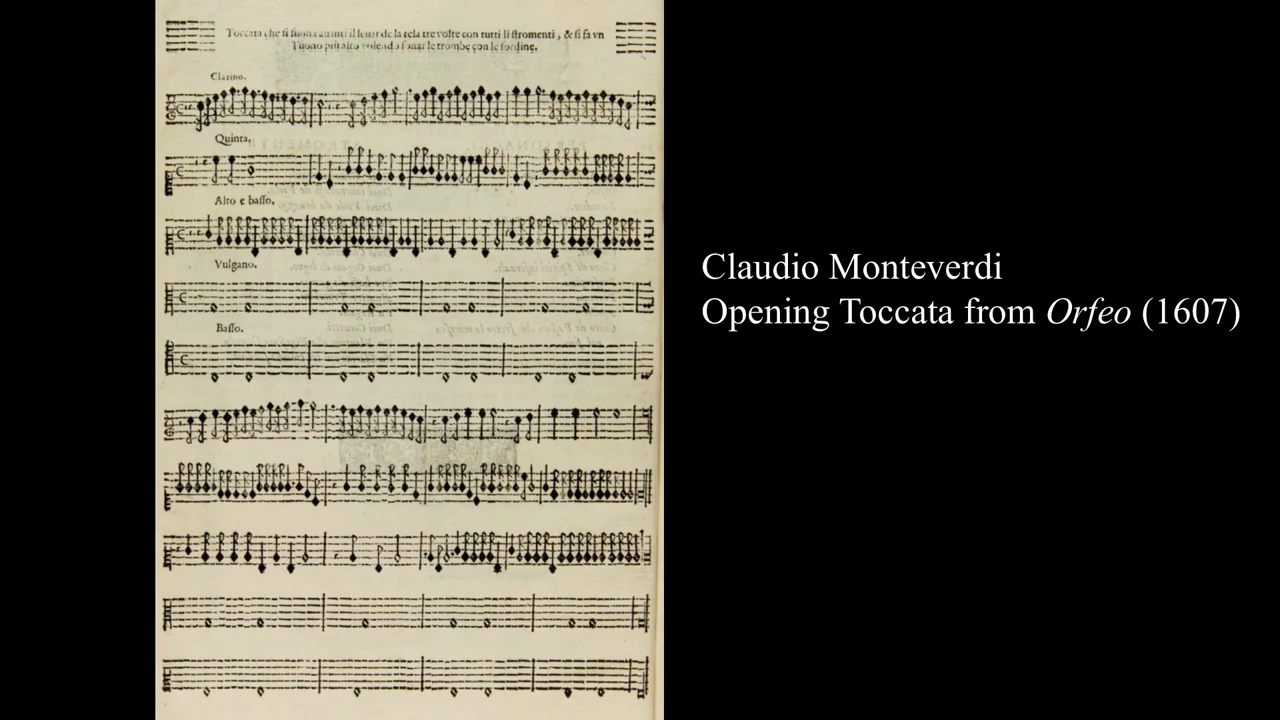 Toccata che si suona auanti il leuar de la tela tre volte con tutti li stromenti, & si fa vn
Tuono più alto volendo sonar le trombe con le sordine.
Clarino.
Quinta.
Alto e basso.
Vulgano.
Basso.
Claudio Monteverdi
Opening Toccata from Orfeo (1607)